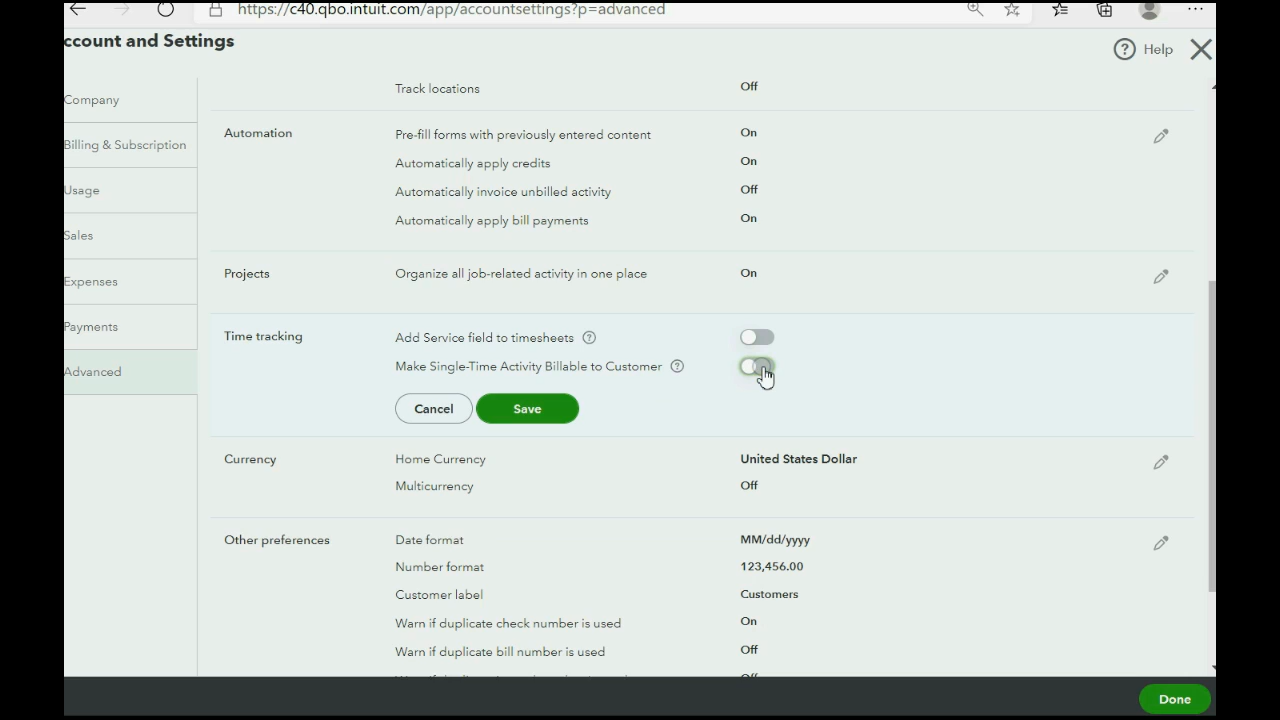 https://c40.qbo.intuit.com/app/accountsettings?p=advanced
ccount and Settings
Help
Company
Billing & Subscription
Usage
Sales
Expenses
Payments
Advanced
Track locations Off
Automation Pre-fill forms with previously entered content On
Automatically apply credits On
Automatically invoice unbilled activity Off
Automatically apply bill payments On
Projects Organize all job-related activity in one place On
Time tracking Add Service field to timesheets ?
Make Single-Time Activity Billable to Customer ?
Cancel Save
Currency Home Currency United States Dollar
Multicurrency Off
Other preferences Date format MM/dd/yyyy
Number format 123,456.00
Customer label Customers
Warn if duplicate check number is used On
Warn if duplicate bill number is used Off
Done